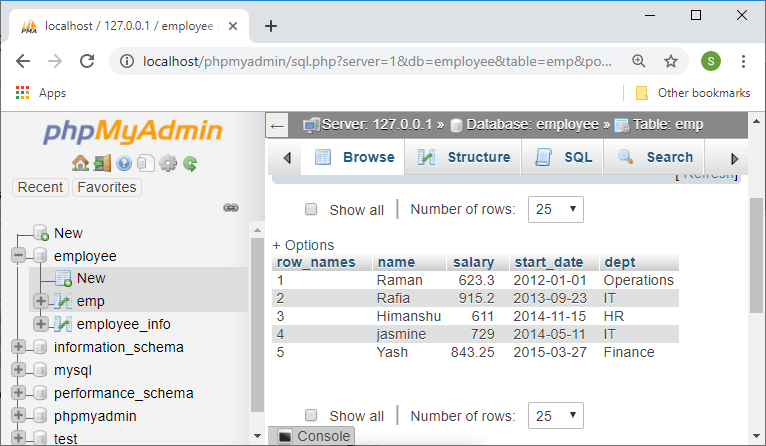 PMA
localhost / 127.0.0.1 / employee
localhost/phpmyadmin/sql.php?server=1&db=employee&table=emp&po...
S
Apps
Other bookmarks
phpMyAdmin
Recent
Favorites
New
employee
New
emp
employee_info
information_schema
mysql
performance_schema
phpmyadmin
test
Server: 127.0.0.1 » Database: employee » Table: emp
Browse Structure SQL Search
[ Refresh]
Show all Number of rows: 25
+ Options
row_names name salary start_date dept
1 Raman 623.3 2012-01-01 Operations
2 Rafia 915.2 2013-09-23 IT
3 Himanshu 611 2014-11-15 HR
4 jasmine 729 2014-05-11 IT
5 Yash 843.25 2015-03-27 Finance
Show all Number of rows: 25
Console